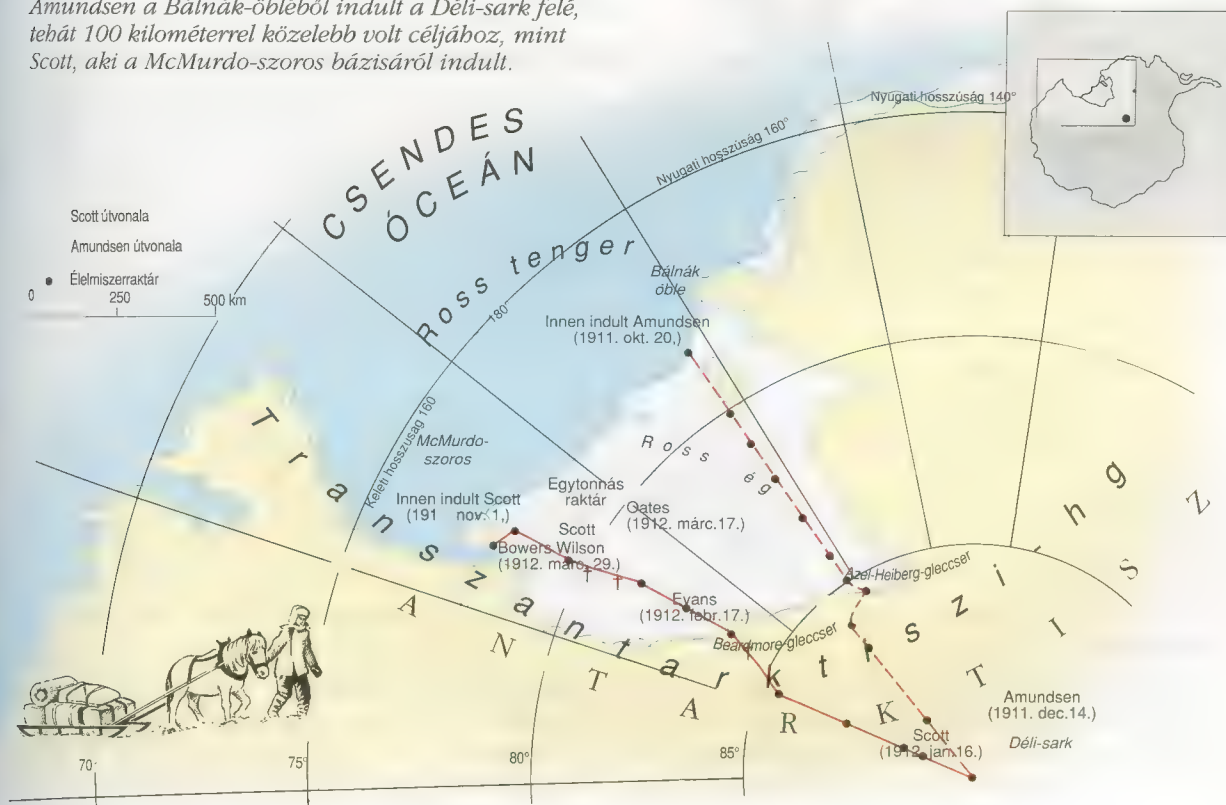 Amundsen a Bálnák-öbléből indult a Déli-sark felé,
tehát 100 kilométerrel közelebb volt céljához, mint
Scott, aki a McMurdo-szoros bázisáról indult.
CSENDES
ÓCEÁN
Nyugati hosszúság 140°
Nyugati hosszúság 160°
Scott útvonala
Amundsen útvonala
Élelmiszerraktár
0 250 500 km
Ross tenger
180°
Bálnák
öble
Innen indult Amundsen
(1911. okt. 20,)
Keleti hosszúság 160
McMurdo-
szoros
Ross ég
Egytonnás
raktár
Innen indult Scott
(191 nov. 1,)
Oates
(1912. márc.17.)
Scott
Bowers Wilson
(1912. márc. 29.)
Evans
(1912. febr.17.)
Axel-Heiberg-gleccser
Beardmore-gleccser
Transzantarktiszi-hg
ANTARKTISZ
Amundsen
(1911. dec.14.)
Déli-sark
Scott
(1912. jan.16.)
70°
75°
80°
85°